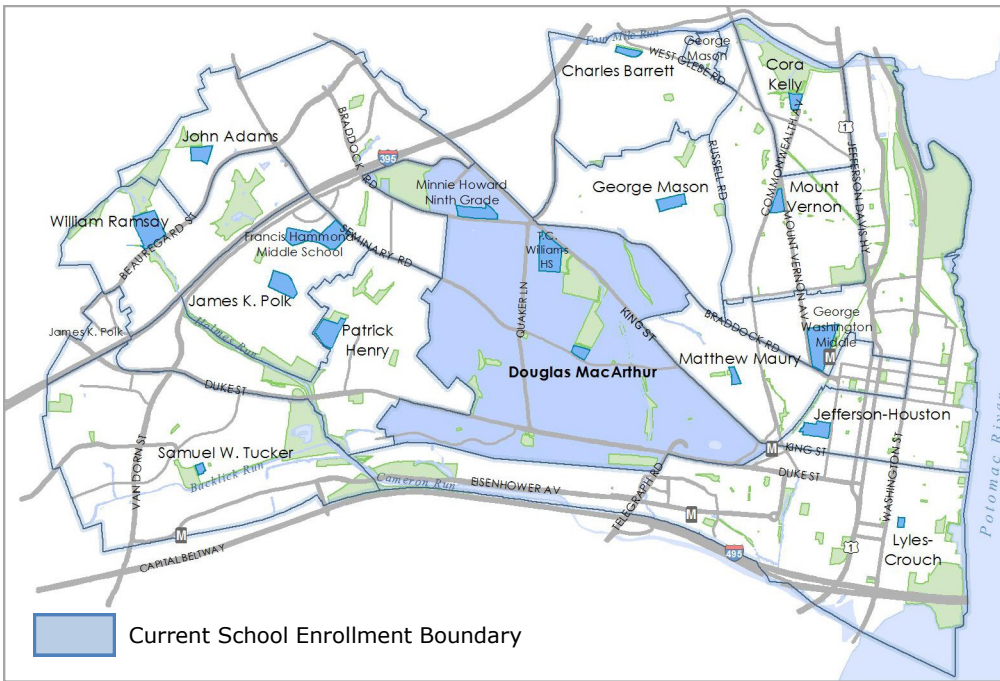 Four Mile Run
George
Mason
WEST GLEBE RD
Charles Barrett
Cora
Kelly
COMMONWEALTH AV
1
JEFFERSON DAVIS HY
John Adams
BRADDOCK RD
395
Minnie Howard
Ninth Grade
George Mason
RUSSELL RD
Mount
Vernon
MOUNT VERNON AV
William Ramsay
BEAUREGARD ST
Francis Hammond
Middle School
SEMINARY RD
T.C.
Williams
HS
QUAKER LN
KING ST
James K. Polk
James K. Polk
Holmes Run
Patrick
Henry
BRADDOCK RD
George
Washington
Middle
M
Douglas MacArthur
Matthew Maury
DUKE ST
Jefferson-Houston
Samuel W. Tucker
Backlick Run
VAN DORN ST
Cameron Run
EISENHOWER AV
TELEGRAPH RD
M
KING ST
DUKE ST
WASHINGTON ST
Potomac River
M
M
CAPITAL BELTWAY
495
1
Lyles-
Crouch
Current School Enrollment Boundary